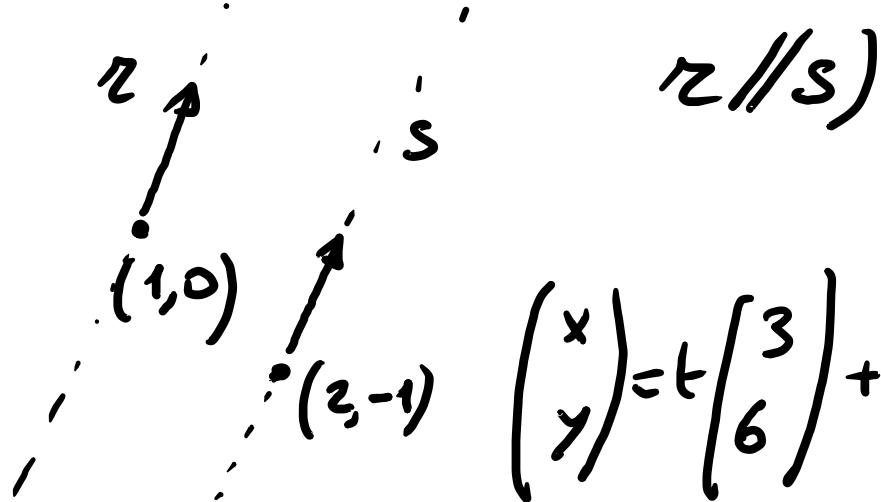 r
r//s)
s
(1,0)
(2,-1)
(x y) = t (3 6) +